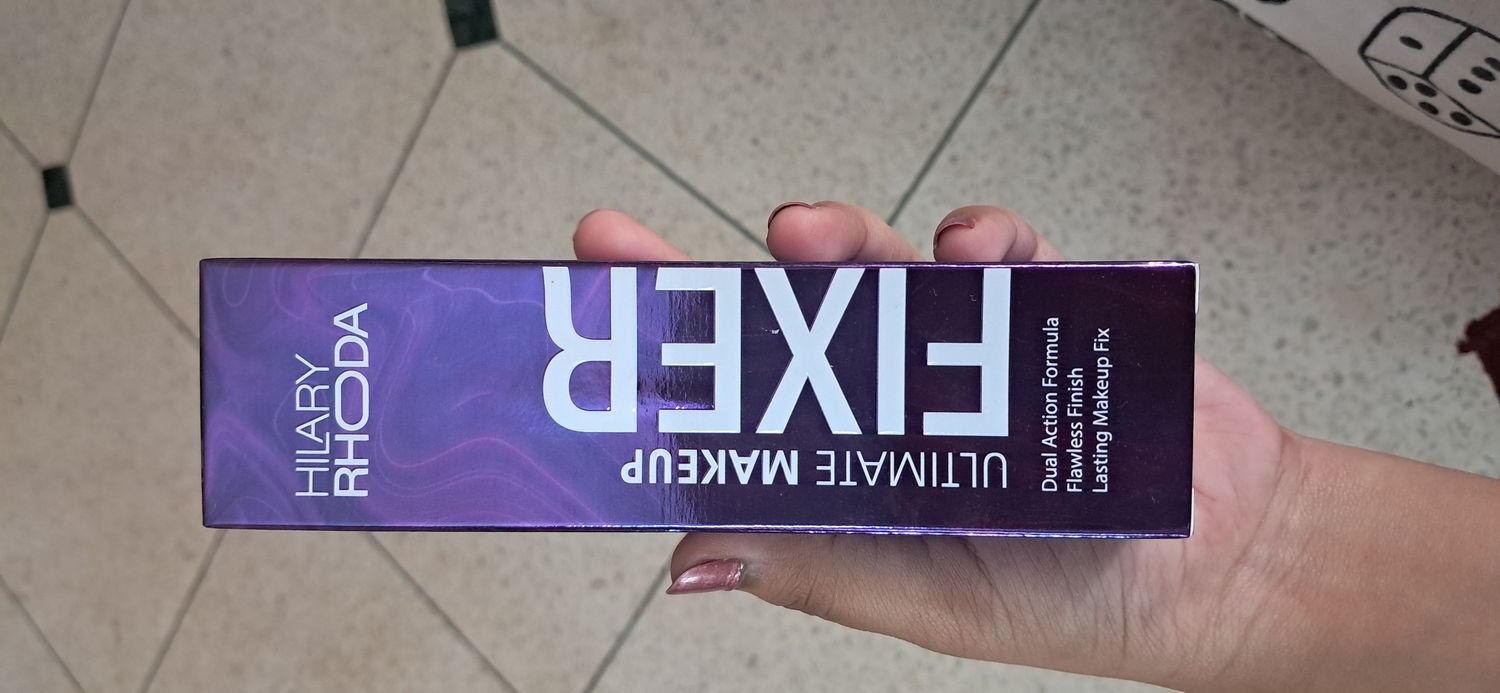 HILARY
RHODA
ULTIMATE MAKEUP
FIXER
Dual Action Formula
Flawless Finish
Lasting Makeup Fix